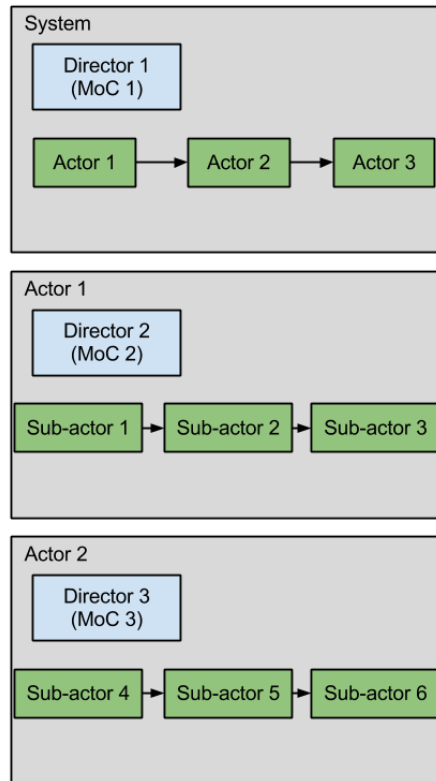 System
Director 1
(MoC 1)
Actor 1
Actor 2
Actor 3
Actor 1
Director 2
(MoC 2)
Sub-actor 1
Sub-actor 2
Sub-actor 3
Actor 2
Director 3
(MoC 3)
Sub-actor 4
Sub-actor 5
Sub-actor 6